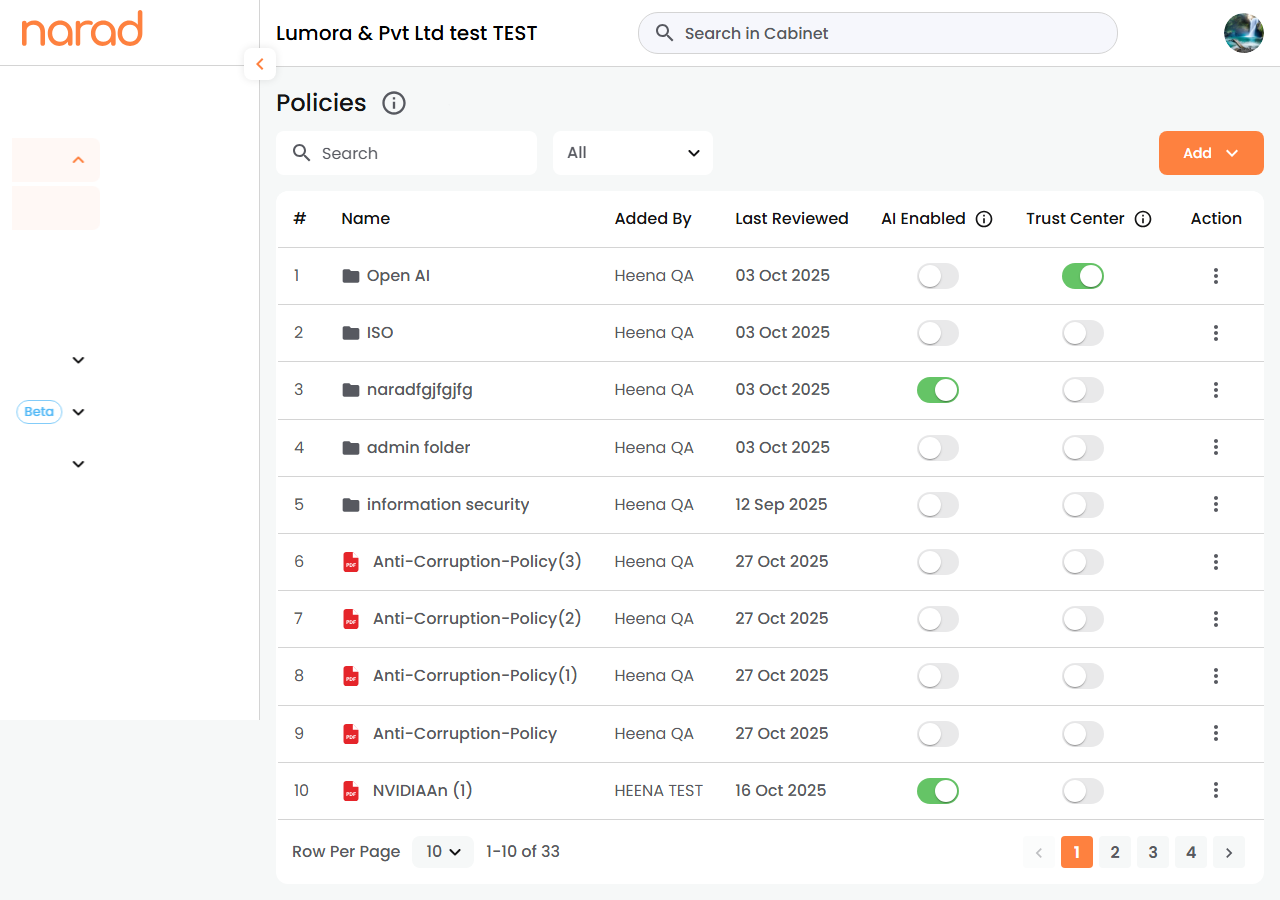 narad
Lumora & Pvt Ltd test TEST
Search in Cabinet
Policies
Search
All
Add
# Name Added By Last Reviewed AI Enabled Trust Center Action
1 Open AI Heena QA 03 Oct 2025
2 ISO Heena QA 03 Oct 2025
3 naradfgjfgjfg Heena QA 03 Oct 2025
4 admin folder Heena QA 03 Oct 2025
Beta
5 information security Heena QA 12 Sep 2025
6 PDF Anti-Corruption-Policy(3) Heena QA 27 Oct 2025
7 PDF Anti-Corruption-Policy(2) Heena QA 27 Oct 2025
8 PDF Anti-Corruption-Policy(1) Heena QA 27 Oct 2025
9 PDF Anti-Corruption-Policy Heena QA 27 Oct 2025
10 PDF NVIDIAAn (1) HEENA TEST 16 Oct 2025
Row Per Page 10 1-10 of 33 1 2 3 4